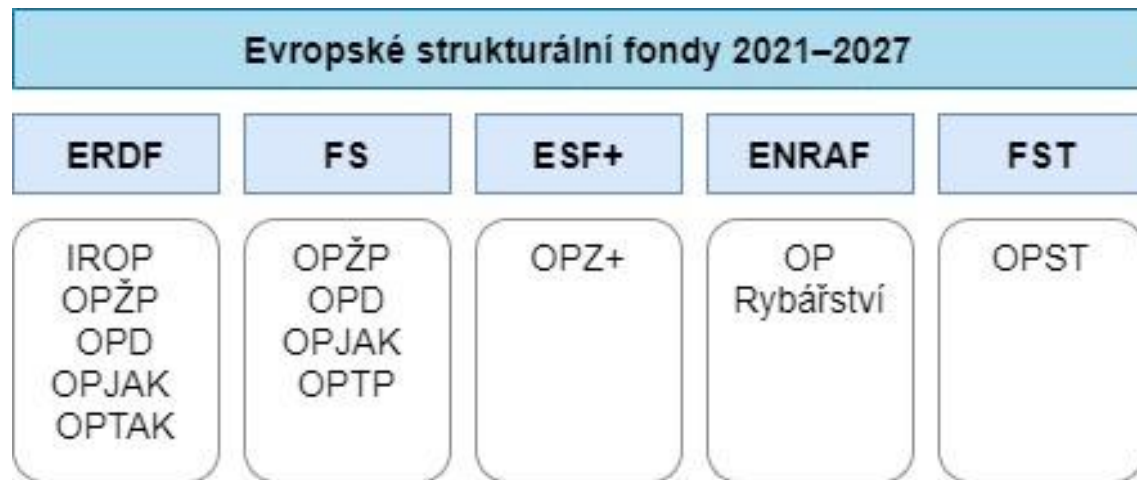 Evropské strukturální fondy 2021–2027
ERDF
FS
ESF+
ENRAF
FST
IROP
OPŽP
OPD
OPJAK
OPTAK
OPŽP
OPD
OPJAK
OPTP
OPZ+
OP
Rybářství
OPST